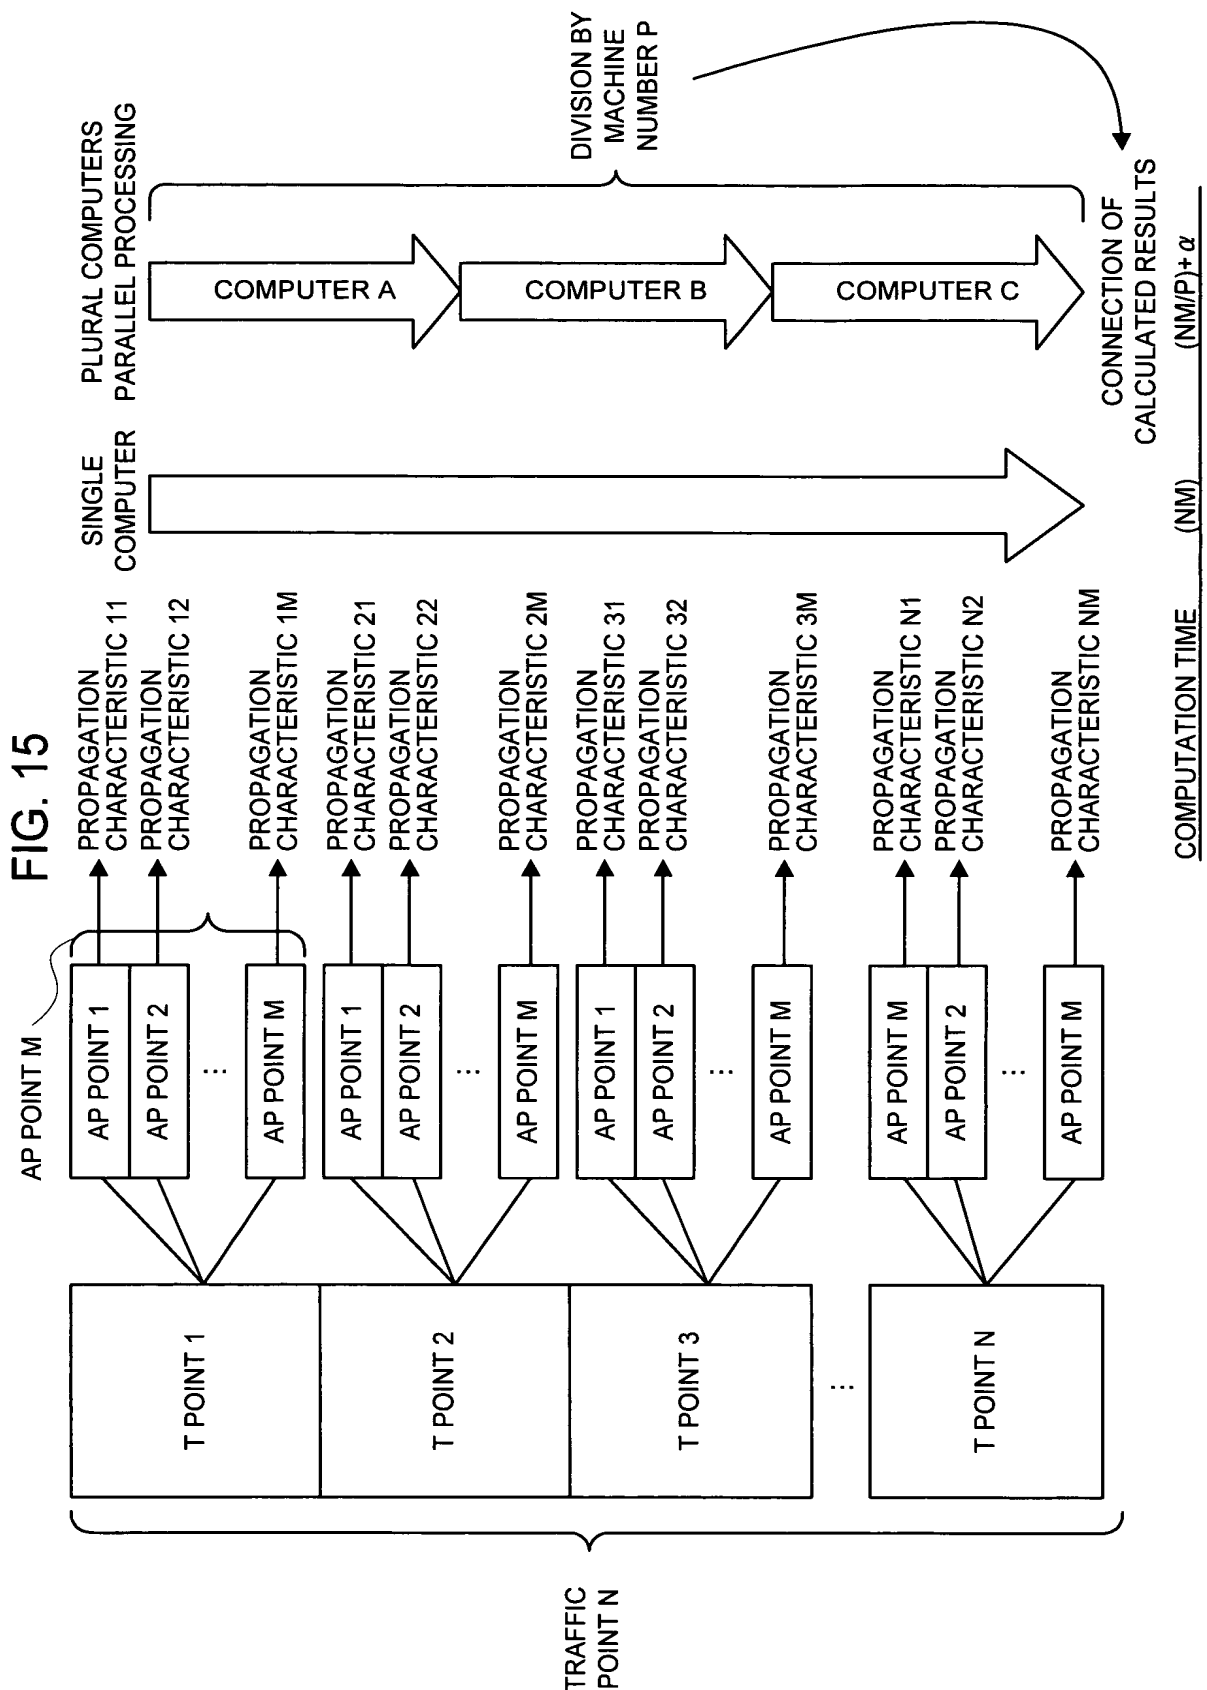 FIG. 15
TRAFFIC
POINT N
T POINT 1
T POINT 2
T POINT 3
...
T POINT N
AP POINT M
AP POINT 1
AP POINT 2
...
AP POINT M
AP POINT 1
AP POINT 2
...
AP POINT M
AP POINT 1
AP POINT 2
...
AP POINT M
AP POINT M
AP POINT 2
...
AP POINT M
PROPAGATION
CHARACTERISTIC 11
PROPAGATION
CHARACTERISTIC 12
PROPAGATION
CHARACTERISTIC 1M
PROPAGATION
CHARACTERISTIC 21
PROPAGATION
CHARACTERISTIC 22
PROPAGATION
CHARACTERISTIC 2M
PROPAGATION
CHARACTERISTIC 31
PROPAGATION
CHARACTERISTIC 32
PROPAGATION
CHARACTERISTIC 3M
PROPAGATION
CHARACTERISTIC N1
PROPAGATION
CHARACTERISTIC N2
PROPAGATION
CHARACTERISTIC NM
SINGLE
COMPUTER
PLURAL COMPUTERS
PARALLEL PROCESSING
COMPUTER A
COMPUTER B
COMPUTER C
DIVISION BY
MACHINE
NUMBER P
CONNECTION OF
CALCULATED RESULTS
COMPUTATION TIME (NM) (NM/P)+α